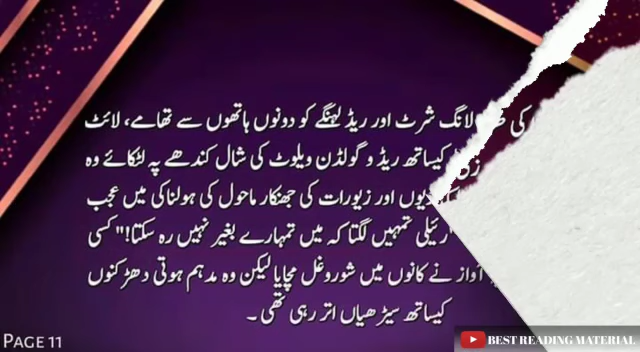 کی
لانگ شرٹ اور ریڈ لہنگے کو دونوں ہاتھوں سے تھامے، لائٹ
کیساتھ ریڈ و گولڈن ویلوٹ کی شال کندھے پہ لٹکائے وہ
اور زیورات کی جھنکار ماحول کی ہولناکی میں عجب
تمہیں لگتا کہ میں تمہارے بغیر نہیں رہ سکتا!" کسی
آواز نے کانوں میں شور و غل مچایا لیکن وہ مدہم ہوتی دھڑکنوں
کیساتھ سیڑھیاں اتر رہی تھی ۔
PAGE 11
BEST READING MATERIAL